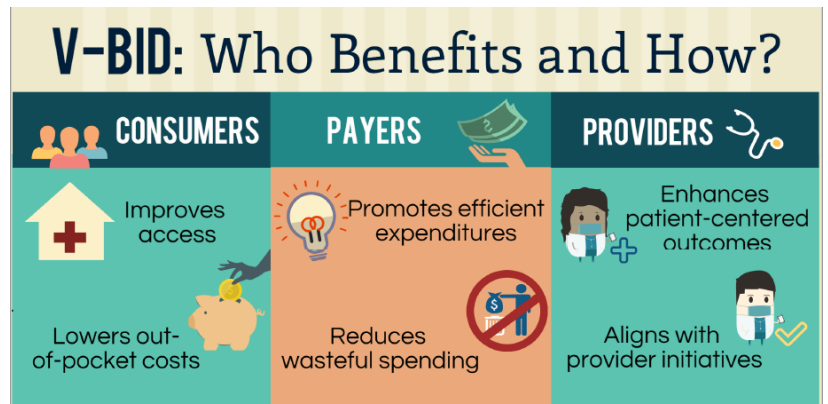 V-BID: Who Benefits and How?
CONSUMERS
Improves
access
Lowers out-
of-pocket costs
PAYERS
Promotes efficient
expenditures
Reduces
wasteful spending
PROVIDERS
Enhances
patient-centered
outcomes
Aligns with
provider initiatives